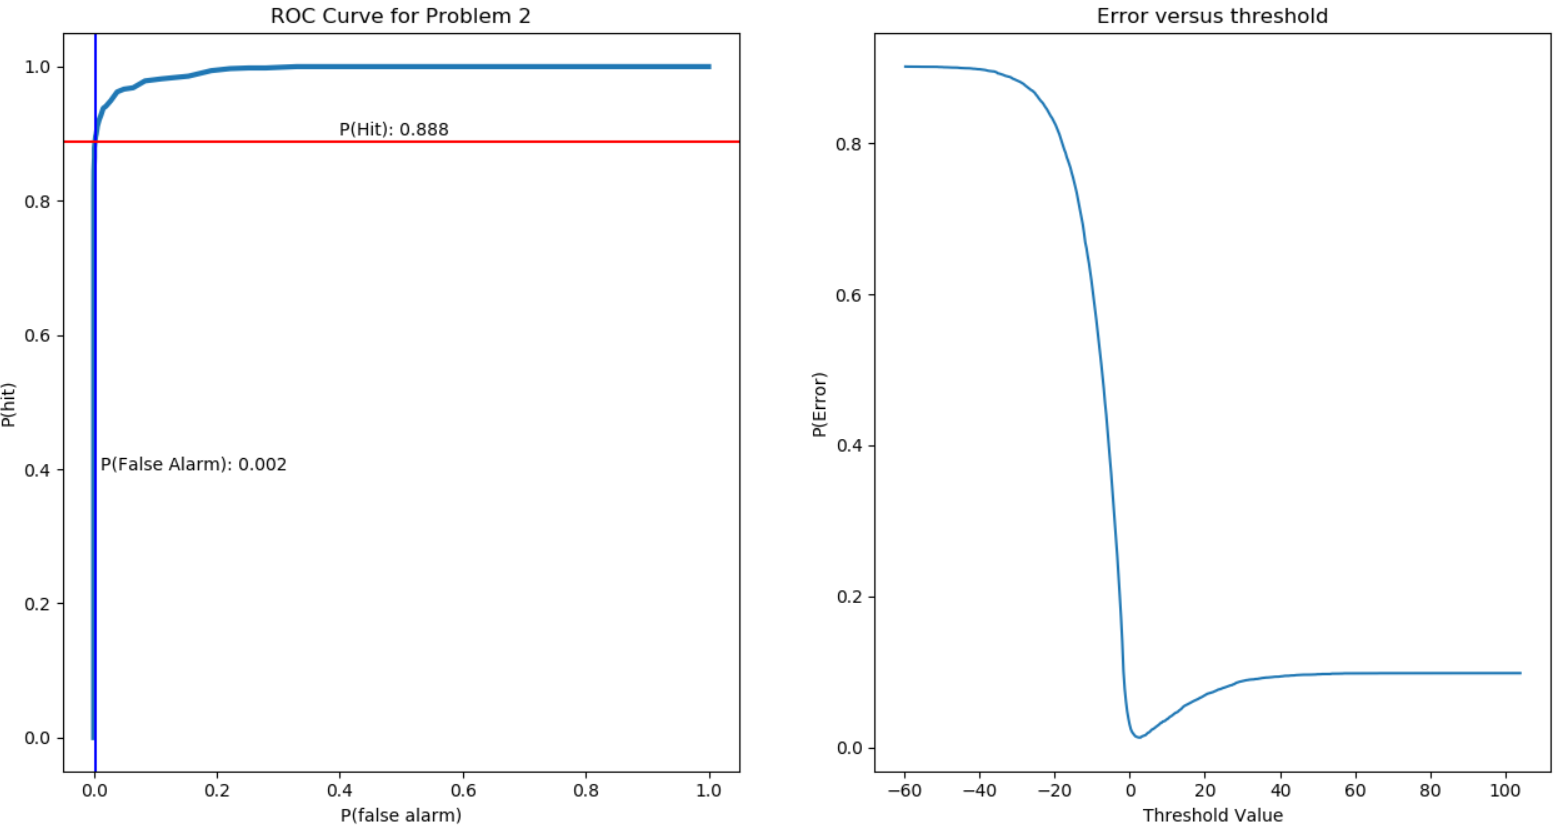 ROC Curve for Problem 2
1.0
0.8
0.6
0.4
0.2
0.0
P(hit)
P(Hit): 0.888
P(False Alarm): 0.002
0.0 0.2 0.4 0.6 0.8 1.0
P(false alarm)
Error versus threshold
0.8
0.6
0.4
0.2
0.0
P(Error)
−60 −40 −20 0 20 40 60 80 100
Threshold Value